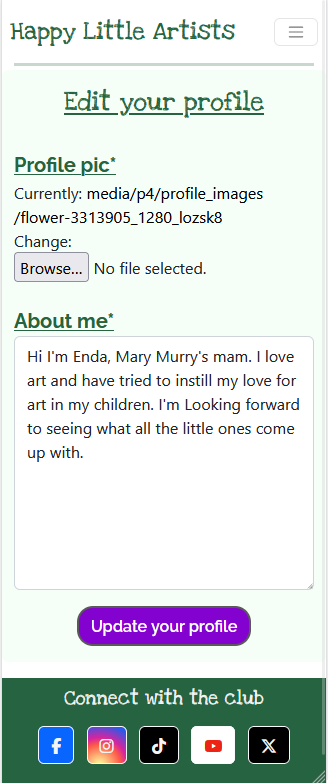 Happy Little Artists
Edit your profile
Profile pic*
Currently: media/p4/profile_images
/flower-3313905_1280_lozsk8
Change:
Browse... No file selected.
About me*
Hi I'm Enda, Mary Murry's mam. I love
art and have tried to instill my love for
art in my children. I'm Looking forward
to seeing what all the little ones come
up with.
Update your profile
Connect with the club